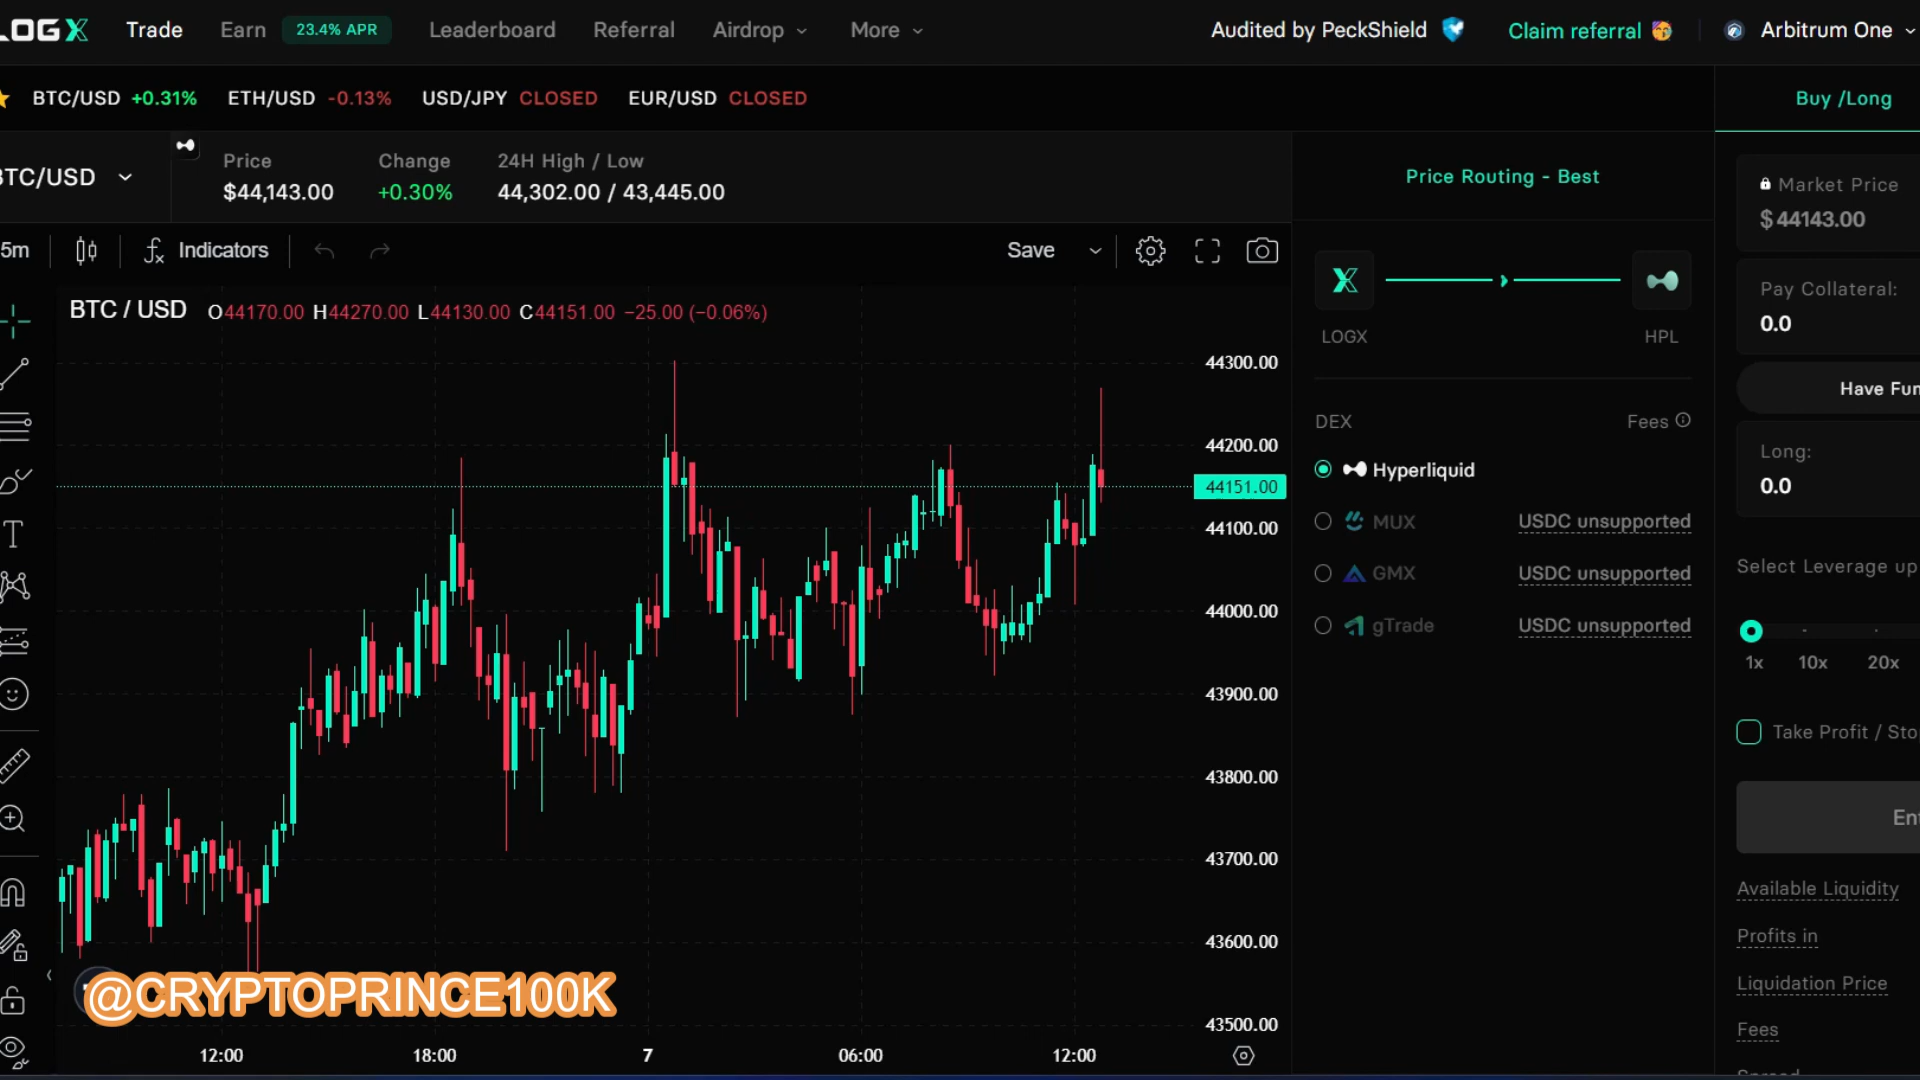 LOGX Trade Earn 23.4% APR Leaderboard Referral Airdrop More Audited by PeckShield Claim referral Arbitrum One
BTC/USD +0.31% ETH/USD -0.13% USD/JPY CLOSED EUR/USD CLOSED
Buy /Long
BTC/USD
Price Change 24H High / Low
$44,143.00 +0.30% 44,302.00 / 43,445.00
Price Routing - Best
Market Price
$ 44143.00
5m Indicators Save
BTC / USD O44170.00 H44270.00 L44130.00 C44151.00 −25.00 (−0.06%)
44300.00
44200.00
44151.00
44100.00
44000.00
43900.00
43800.00
43700.00
43600.00
43500.00
12:00 18:00 7 06:00 12:00
@CRYPTOPRINCE100K
LOGX HPL
DEX Fees
Hyperliquid
MUX USDC unsupported
GMX USDC unsupported
gTrade USDC unsupported
Pay Collateral:
0.0
Have Fun
Long:
0.0
Select Leverage up
1x 10x 20x
Take Profit / Sto
Ent
Available Liquidity
Profits in
Liquidation Price
Fees
Spread